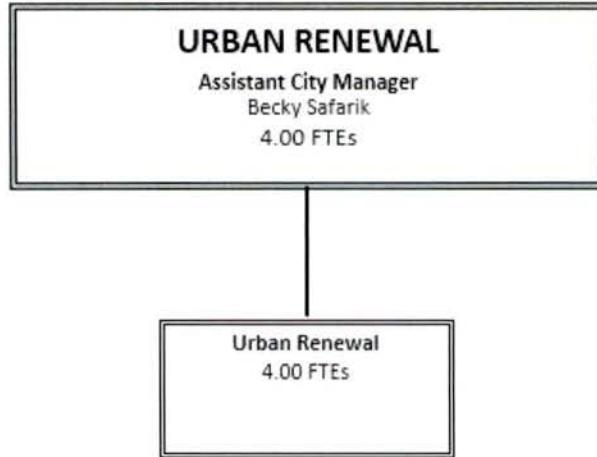 URBAN RENEWAL
Assistant City Manager
Becky Safarik
4.00 FTEs
Urban Renewal
4.00 FTEs